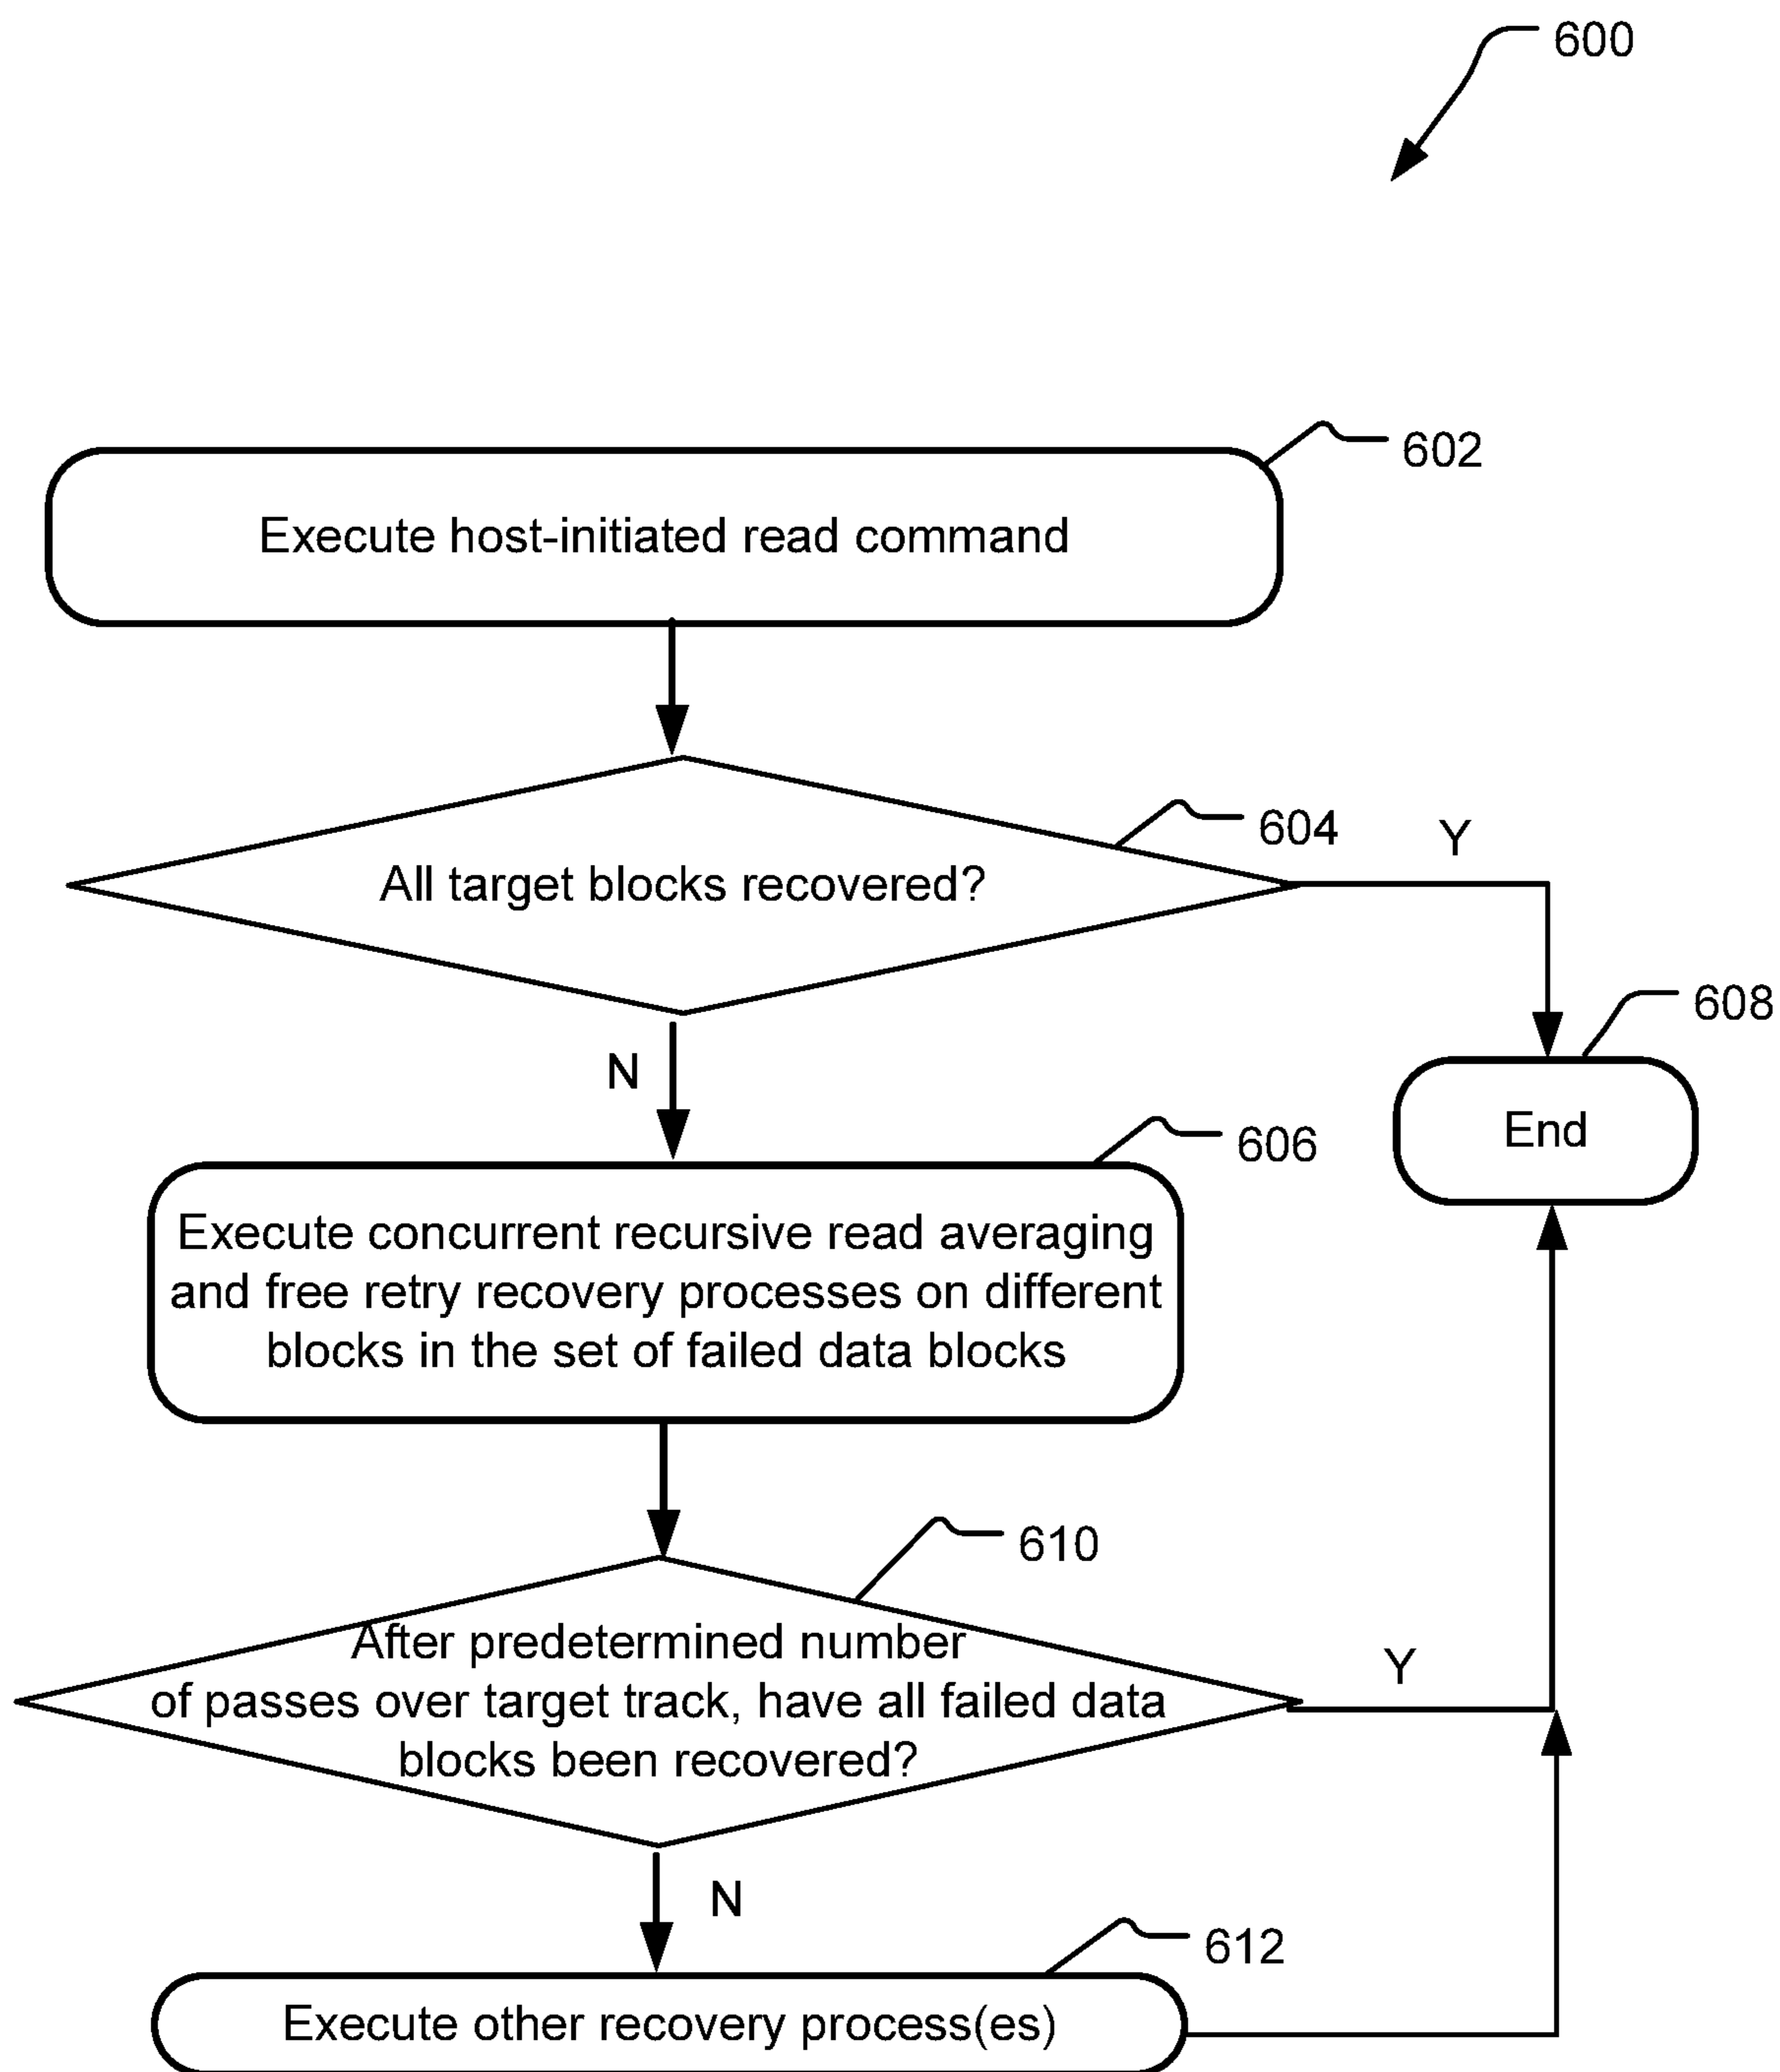 600
602
Execute host-initiated read command
604
Y
All target blocks recovered?
608
N
End
606
Execute concurrent recursive read averaging
and free retry recovery processes on different
blocks in the set of failed data blocks
610
After predetermined number
Y
of passes over target track, have all failed data
blocks been recovered?
N
612
Execute other recovery process(es)